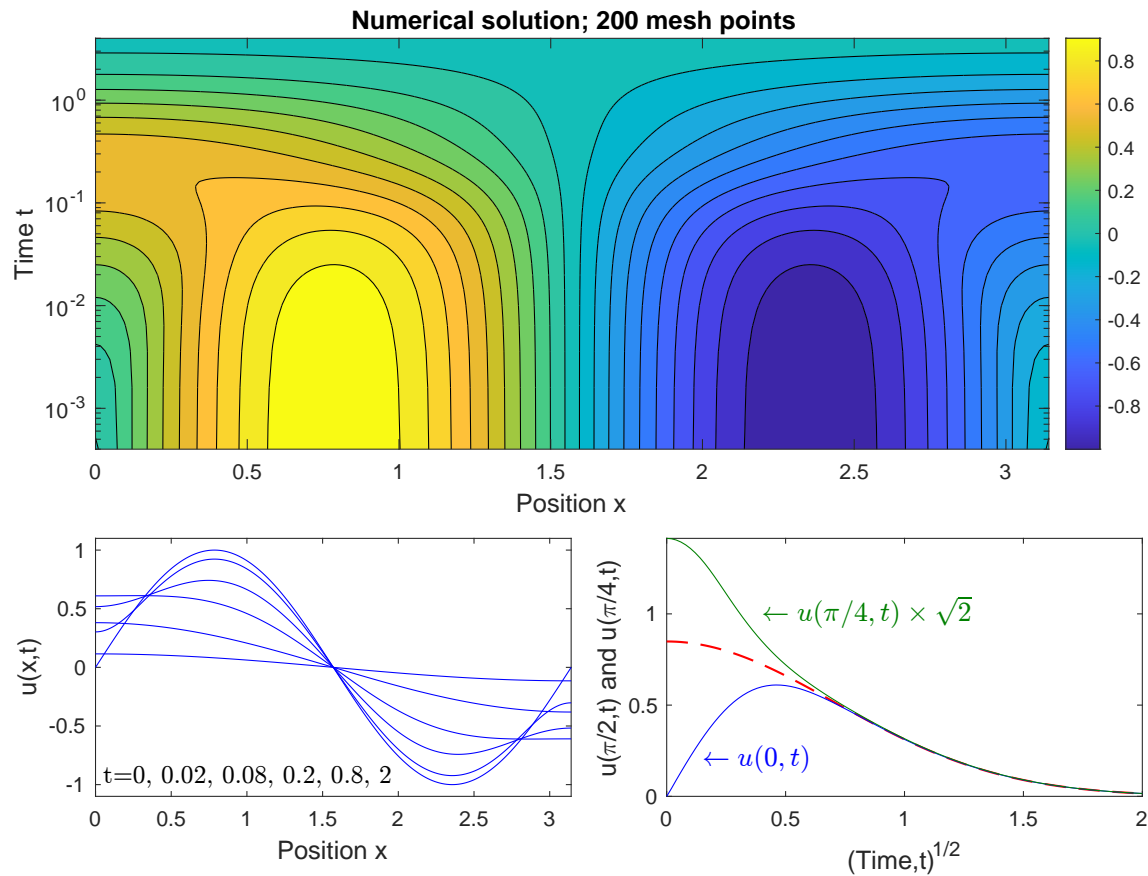 Numerical solution; 200 mesh points
Time t
10^0
10^-1
10^-2
10^-3
0 0.5 1 1.5 2 2.5 3
Position x
0.8
0.6
0.4
0.2
0
-0.2
-0.4
-0.6
-0.8
u(x,t)
1
0.5
0
-0.5
-1
t=0, 0.02, 0.08, 0.2, 0.8, 2
0 0.5 1 1.5 2 2.5 3
Position x
u(π/2,t) and u(π/4,t)
1
0.5
0
← u(π/4, t) × √2
← u(0, t)
0 0.5 1 1.5 2
(Time,t)^1/2